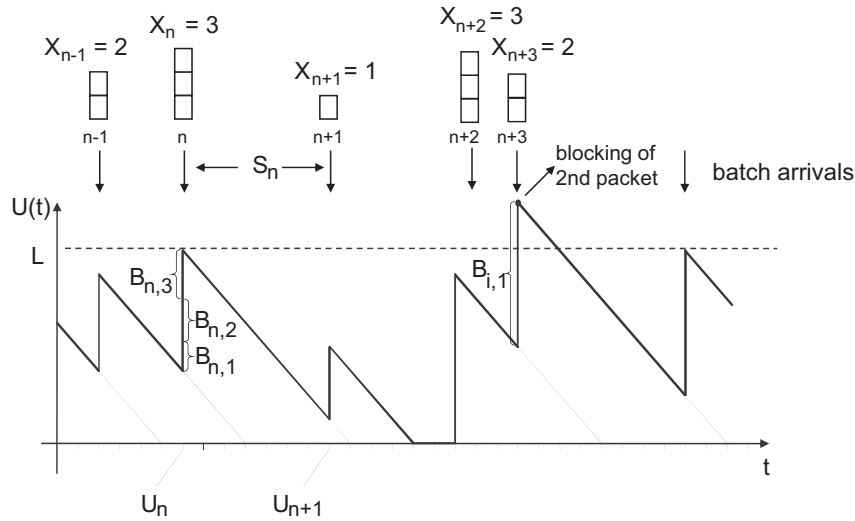 X_{n-1} = 2
X_n = 3
X_{n+1} = 1
X_{n+2} = 3
X_{n+3} = 2
n-1
n
n+1
n+2
n+3
S_n
blocking of
2nd packet
batch arrivals
U(t)
L
B_{n,3}
B_{n,2}
B_{n,1}
B_{i,1}
t
U_n
U_{n+1}